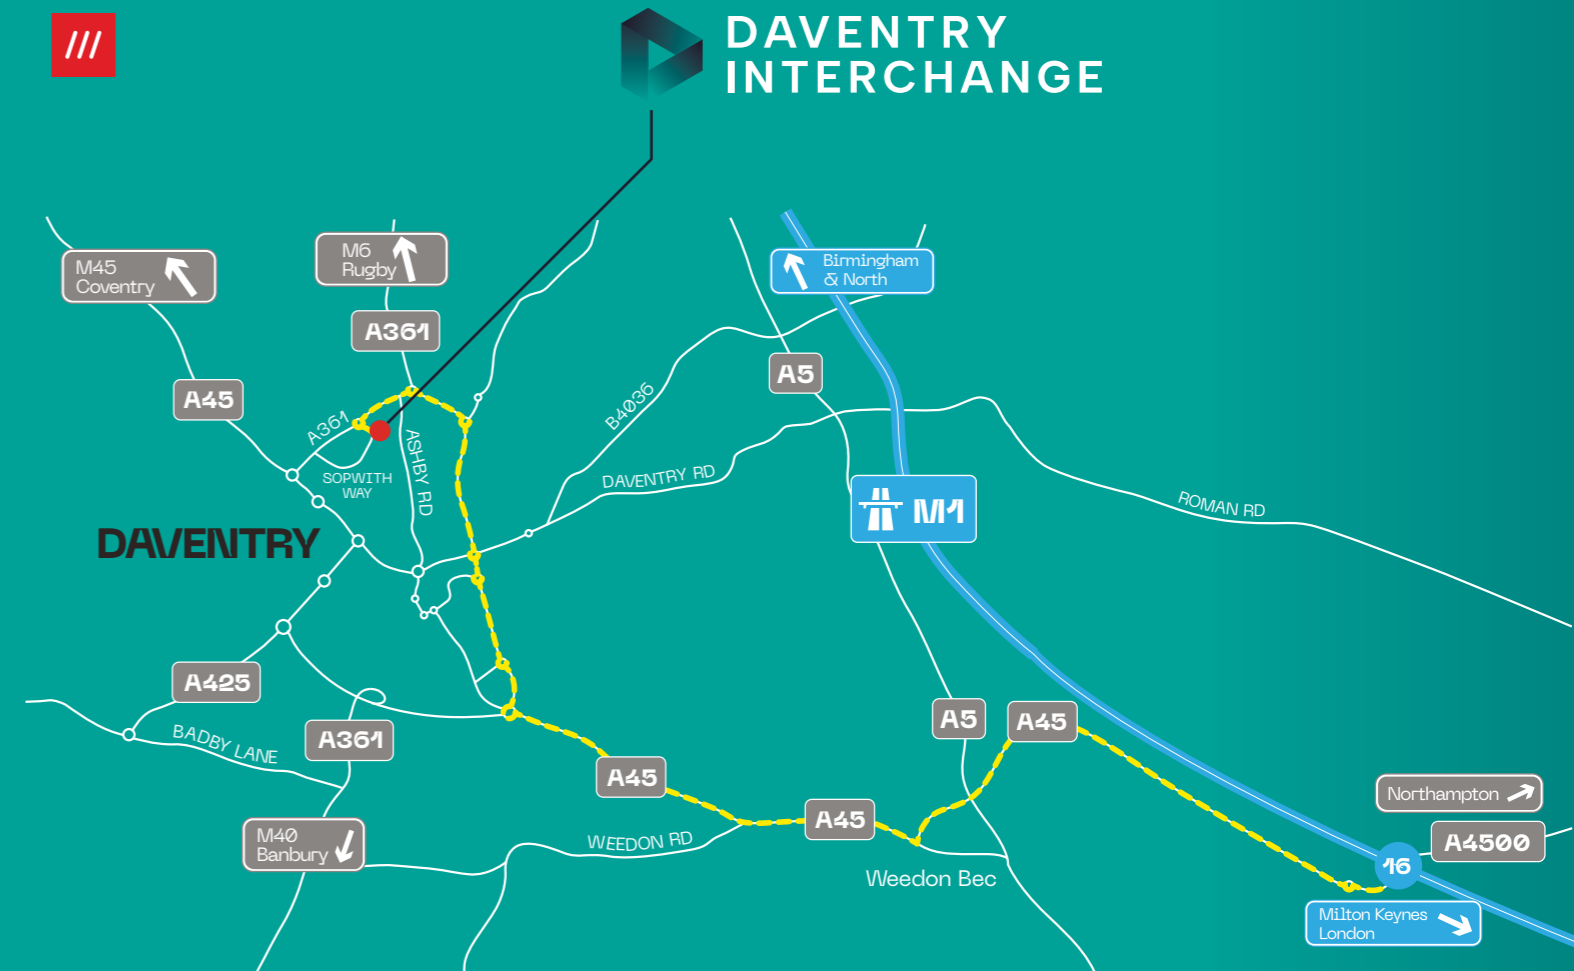 DAVENTRY
INTERCHANGE
M45
Coventry
M6
Rugby
Birmingham
& North
A361
A5
A45
A361
B4036
ASHBY RD
SOPWITH
WAY
DAVENTRY RD
M1
ROMAN RD
DAVENTRY
A425
A361
BADBY LANE
A5
A45
A45
A45
M40
Banbury
WEEDON RD
Weedon Bec
Northampton
A4500
16
Milton Keynes
London